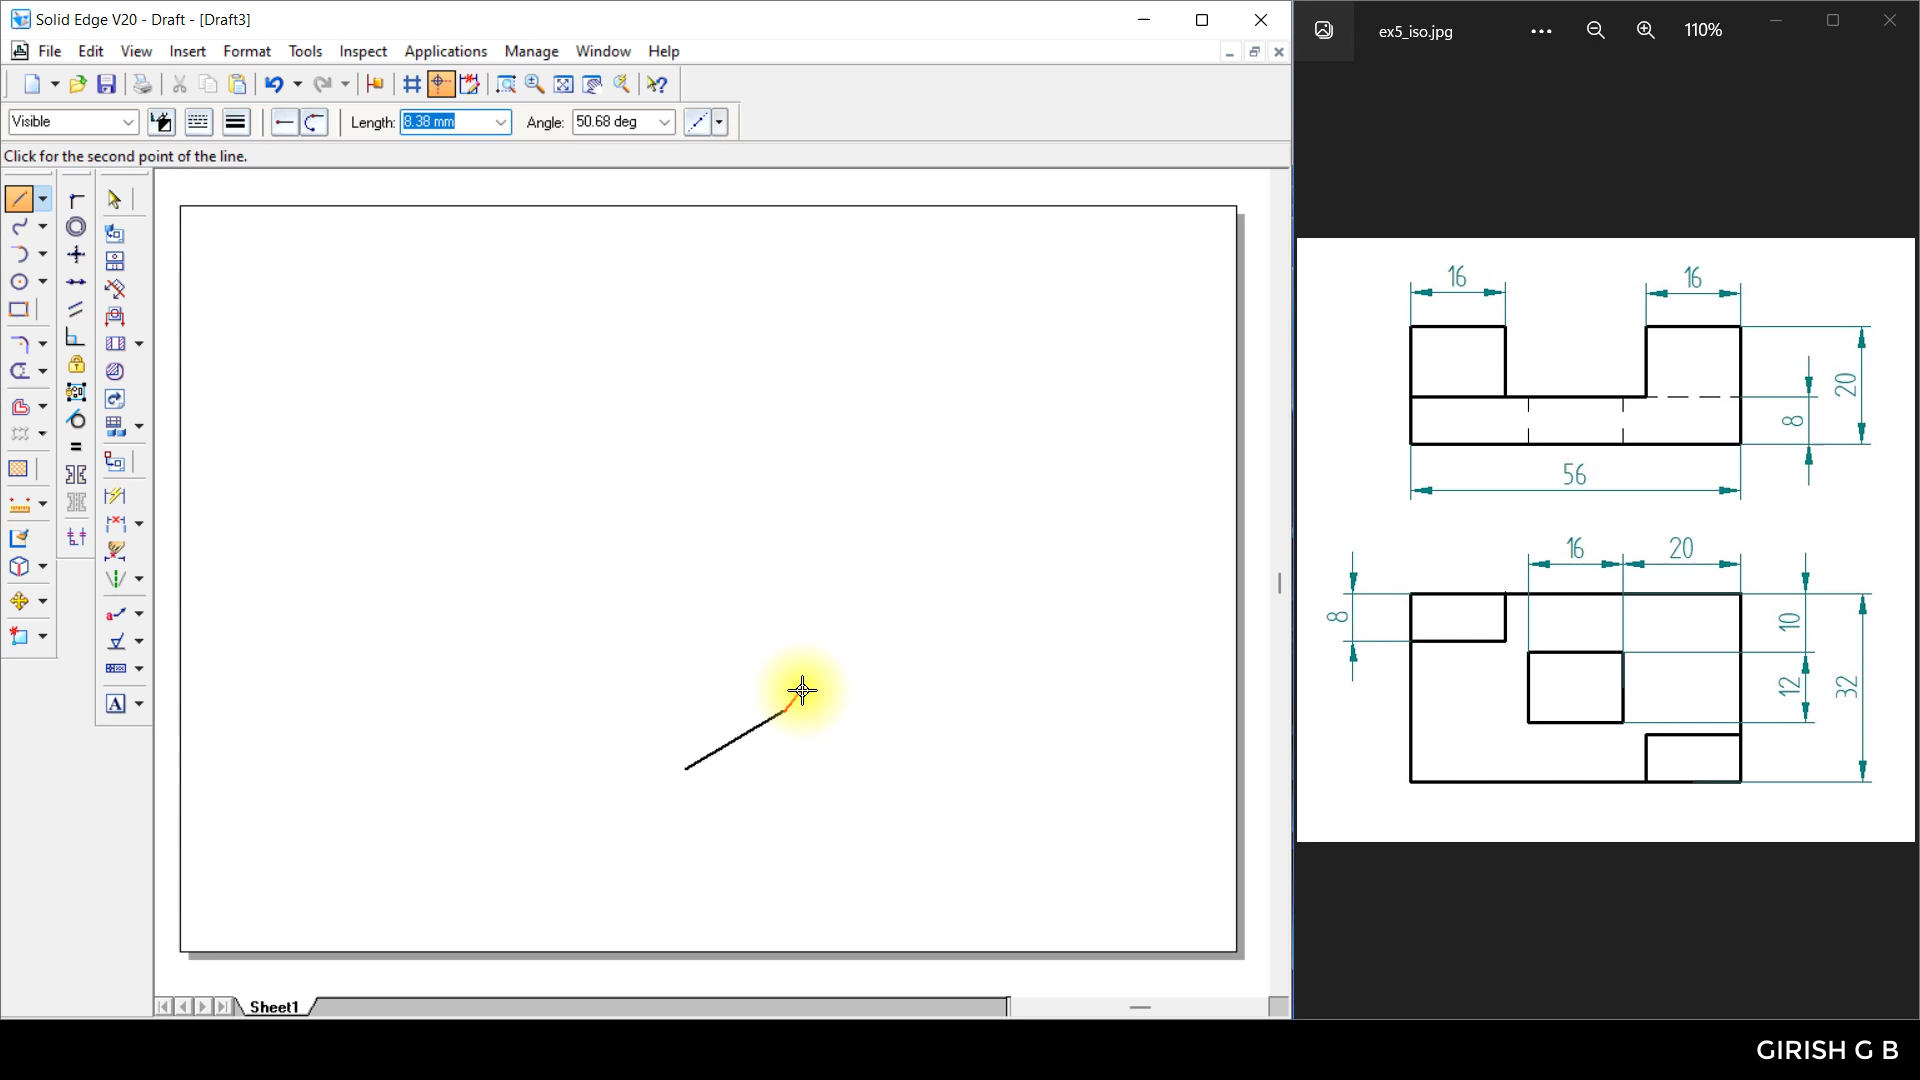 Solid Edge V20 - Draft - [Draft3]
File Edit View Insert Format Tools Inspect Applications Manage Window Help
Visible Length: 8.38 mm Angle: 50.68 deg
Click for the second point of the line.
A
Sheet1
ex5_iso.jpg 110%
16 16
20
8
56
16 20
8
10
12
32
GIRISH G B